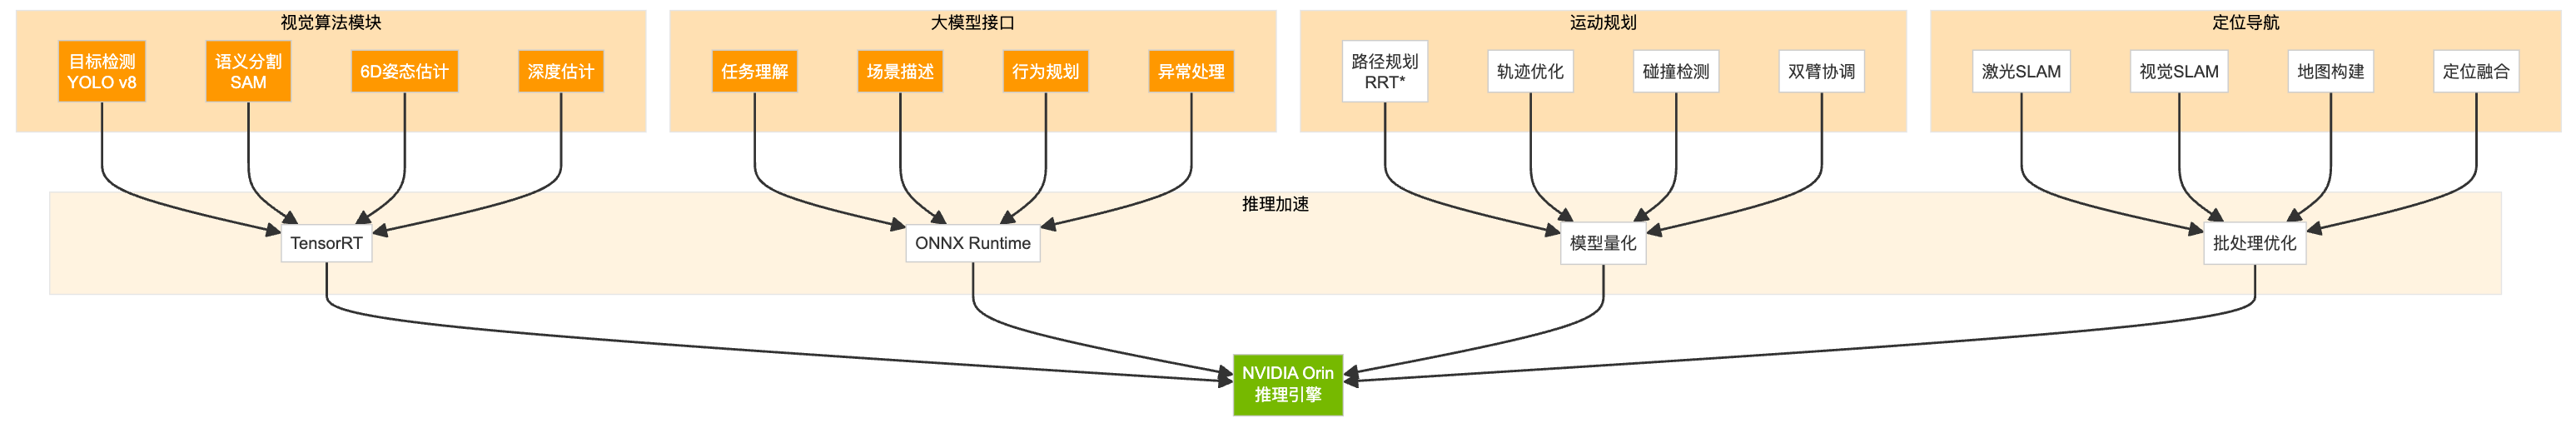 视觉算法模块
大模型接口
运动规划
定位导航
目标检测
YOLO v8
语义分割
SAM
6D姿态估计
深度估计
任务理解
场景描述
行为规划
异常处理
路径规划
RRT*
轨迹优化
碰撞检测
双臂协调
激光SLAM
视觉SLAM
地图构建
定位融合
推理加速
TensorRT
ONNX Runtime
模型量化
批处理优化
NVIDIA Orin
推理引擎